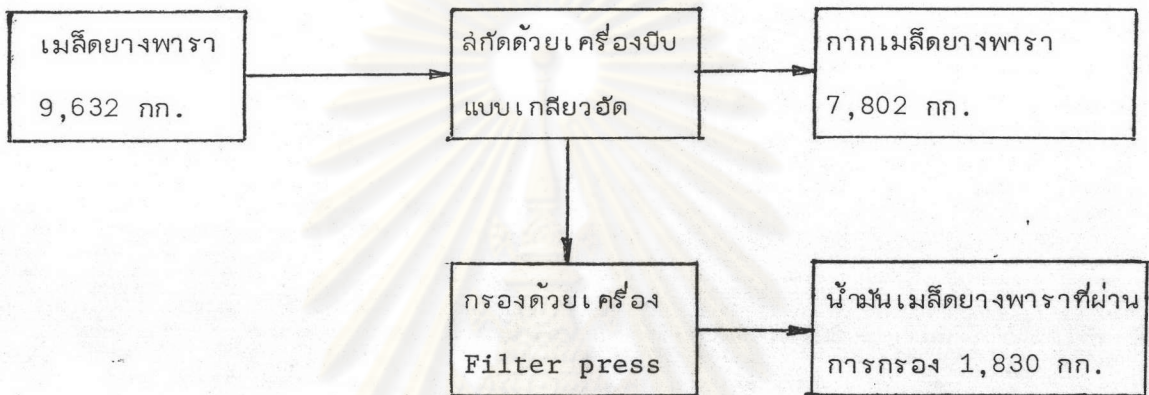 เมล็ดยางพารา
9,632 กก.
สกัดด้วยเครื่องบีบ
แบบเกลียวอัด
กากเมล็ดยางพารา
7,802 กก.
กรองด้วยเครื่อง
Filter press
น้ำมันเมล็ดยางพาราที่ผ่าน
การกรอง 1,830 กก.